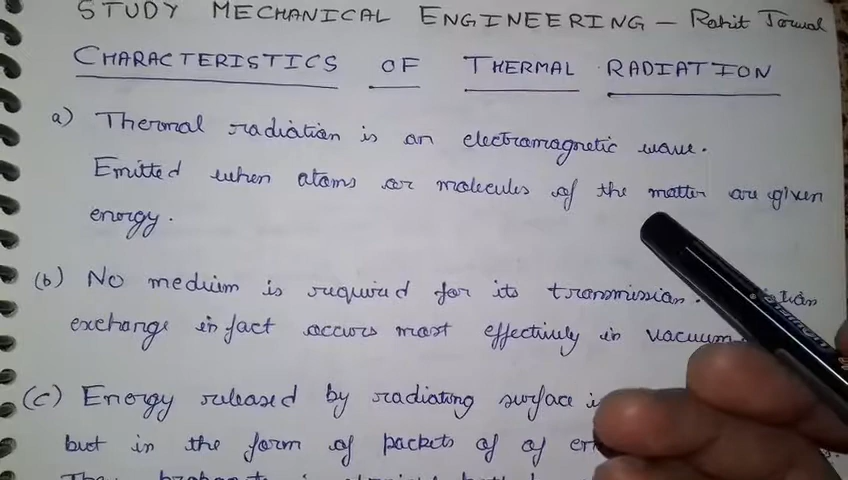 STUDY MECHANICAL ENGINEERING - Rohit
CHARACTERISTICS OF THERMAL RADIATION
a) Thermal radiation is an electromagnetic wave.
Emitted when atoms or molecules of the matter are given
energy.
(b) No medium is required for its transmission.
exchange in fact occurs most effectively in vacuum
(c) Energy released by radiating surface
but in the form of packets of of